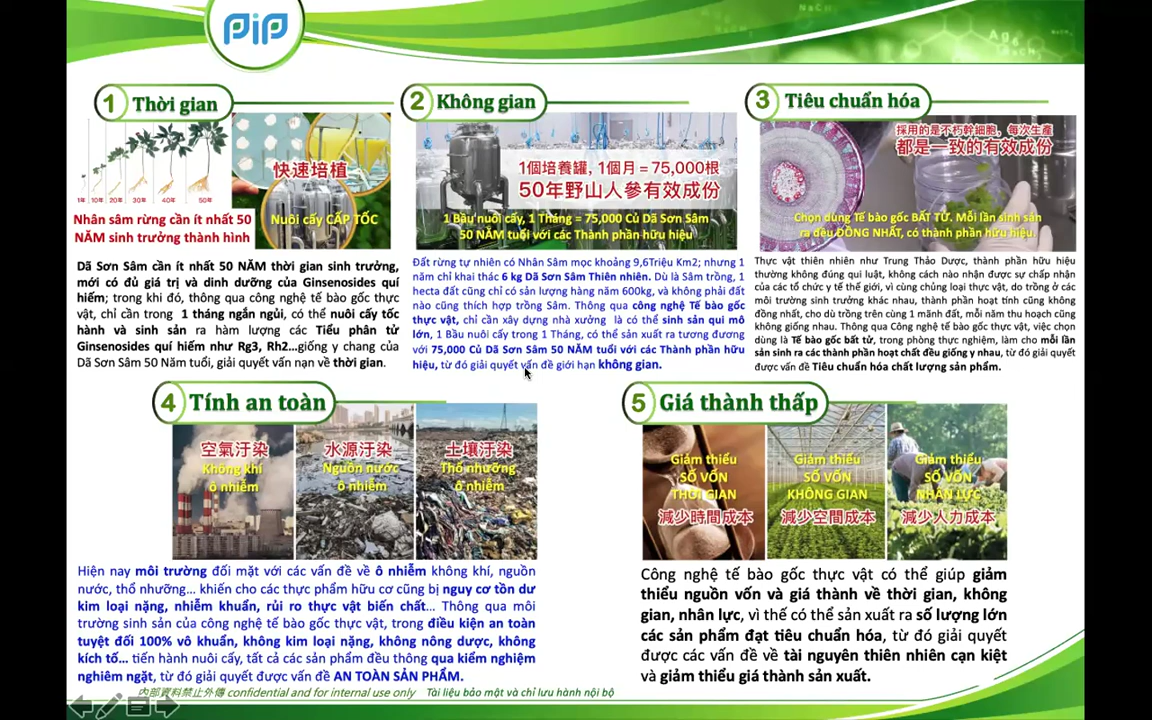 PiP
1 Thời gian
1年 10年 20年 30年 40年 50年
快速培植
Nuôi cấy CẤP TỐC
Nhân sâm rừng cần ít nhất 50
NĂM sinh trưởng thành hình
Dã Sơn Sâm cần ít nhất 50 NĂM thời gian sinh trưởng,
mới có đủ giá trị và dinh dưỡng của Ginsenosides quí
hiếm; trong khi đó, thông qua công nghệ tế bào gốc thực
vật, chỉ cần trong 1 tháng ngắn ngủi, có thể nuôi cấy tốc
hành và sinh sản ra hàm lượng các Tiểu phân tử
Ginsenosides quí hiếm như Rg3, Rh2...giống y chang của
Dã Sơn Sâm 50 Năm tuổi, giải quyết vấn nạn về thời gian.
2 Không gian
1個培養罐, 1個月 = 75,000根
50年野山人參有效成份
1 Bầu nuôi cấy, 1 Tháng = 75,000 Củ Dã Sơn Sâm
50 NĂM tuổi với các Thành phần hữu hiệu
Đất rừng tự nhiên có Nhân Sâm mọc khoảng 9,6Triệu Km2; nhưng 1
năm chỉ khai thác 6 kg Dã Sơn Sâm Thiên nhiên. Dù là Sâm trồng, 1
hecta đất cũng chỉ có sản lượng hàng năm 600kg, và không phải đất
nào cũng thích hợp trồng Sâm. Thông qua công nghệ Tế bào gốc
thực vật, chỉ cần xây dựng nhà xưởng là có thể sinh sản qui mô
lớn, 1 Bầu nuôi cấy trong 1 Tháng, có thể sản xuất ra tương đương
với 75,000 Củ Dã Sơn Sâm 50 NĂM tuổi với các Thành phần hữu
hiệu, từ đó giải quyết vấn đề giới hạn không gian.
3 Tiêu chuẩn hóa
採用的是不朽幹細胞, 每次生產
都是一致的有效成份
Chọn dùng Tế bào gốc BẤT TỬ. Mỗi lần sinh sản
ra đều ĐỒNG NHẤT, có thành phần hữu hiệu.
Thực vật thiên nhiên như Trung Thảo Dược, thành phần hữu hiệu
thường không đúng qui luật, không cách nào nhận được sự chấp nhận
của các tổ chức y tế thế giới, vì cùng chủng loại thực vật, do trồng ở các
môi trường sinh trưởng khác nhau, thành phần hoạt tính cũng không
đồng nhất, cho dù trồng trên cùng 1 mãnh đất, mỗi năm thu hoạch cũng
không giống nhau. Thông qua Công nghệ Tế bào gốc thực vật, việc chọn
dùng là Tế bào gốc bất tử, trong phòng thực nghiệm, làm cho mỗi lần
sản sinh ra các thành phần hoạt chất đều giống y nhau, từ đó giải quyết
được vấn đề Tiêu chuẩn hóa chất lượng sản phẩm.
4 Tính an toàn
空氣汙染
Không khí
ô nhiễm
水源汙染
Nguồn nước
ô nhiễm
土壤汙染
Thổ nhưỡng
ô nhiễm
Hiện nay môi trường đối mặt với các vấn đề về ô nhiễm không khí, nguồn
nước, thổ nhưỡng... khiến cho các thực phẩm hữu cơ cũng bị nguy cơ tồn dư
kim loại nặng, nhiễm khuẩn, rủi ro thực vật biến chất... Thông qua môi
trường sinh sản của công nghệ tế bào gốc thực vật, trong điều kiện an toàn
tuyệt đối 100% vô khuẩn, không kim loại nặng, không nông dược, không
kích tố... tiến hành nuôi cấy, tất cả các sản phẩm đều thông qua kiểm nghiệm
nghiêm ngặt, từ đó giải quyết được vấn đề AN TOÀN SẢN PHẨM.
5 Giá thành thấp
Giảm thiểu
SỐ VỐN
THỜI GIAN
減少時間成本
Giảm thiểu
SỐ VỐN
KHÔNG GIAN
減少空間成本
Giảm thiểu
SỐ VỐN
NHÂN LỰC
減少人力成本
Công nghệ tế bào gốc thực vật có thể giúp giảm
thiểu nguồn vốn và giá thành về thời gian, không
gian, nhân lực, vì thế có thể sản xuất ra số lượng lớn
các sản phẩm đạt tiêu chuẩn hóa, từ đó giải quyết
được các vấn đề về tài nguyên thiên nhiên cạn kiệt
và giảm thiểu giá thành sản xuất.
內部資料禁止外傳 confidential and for internal use only Tài liệu bảo mật và chỉ lưu hành nội bộ